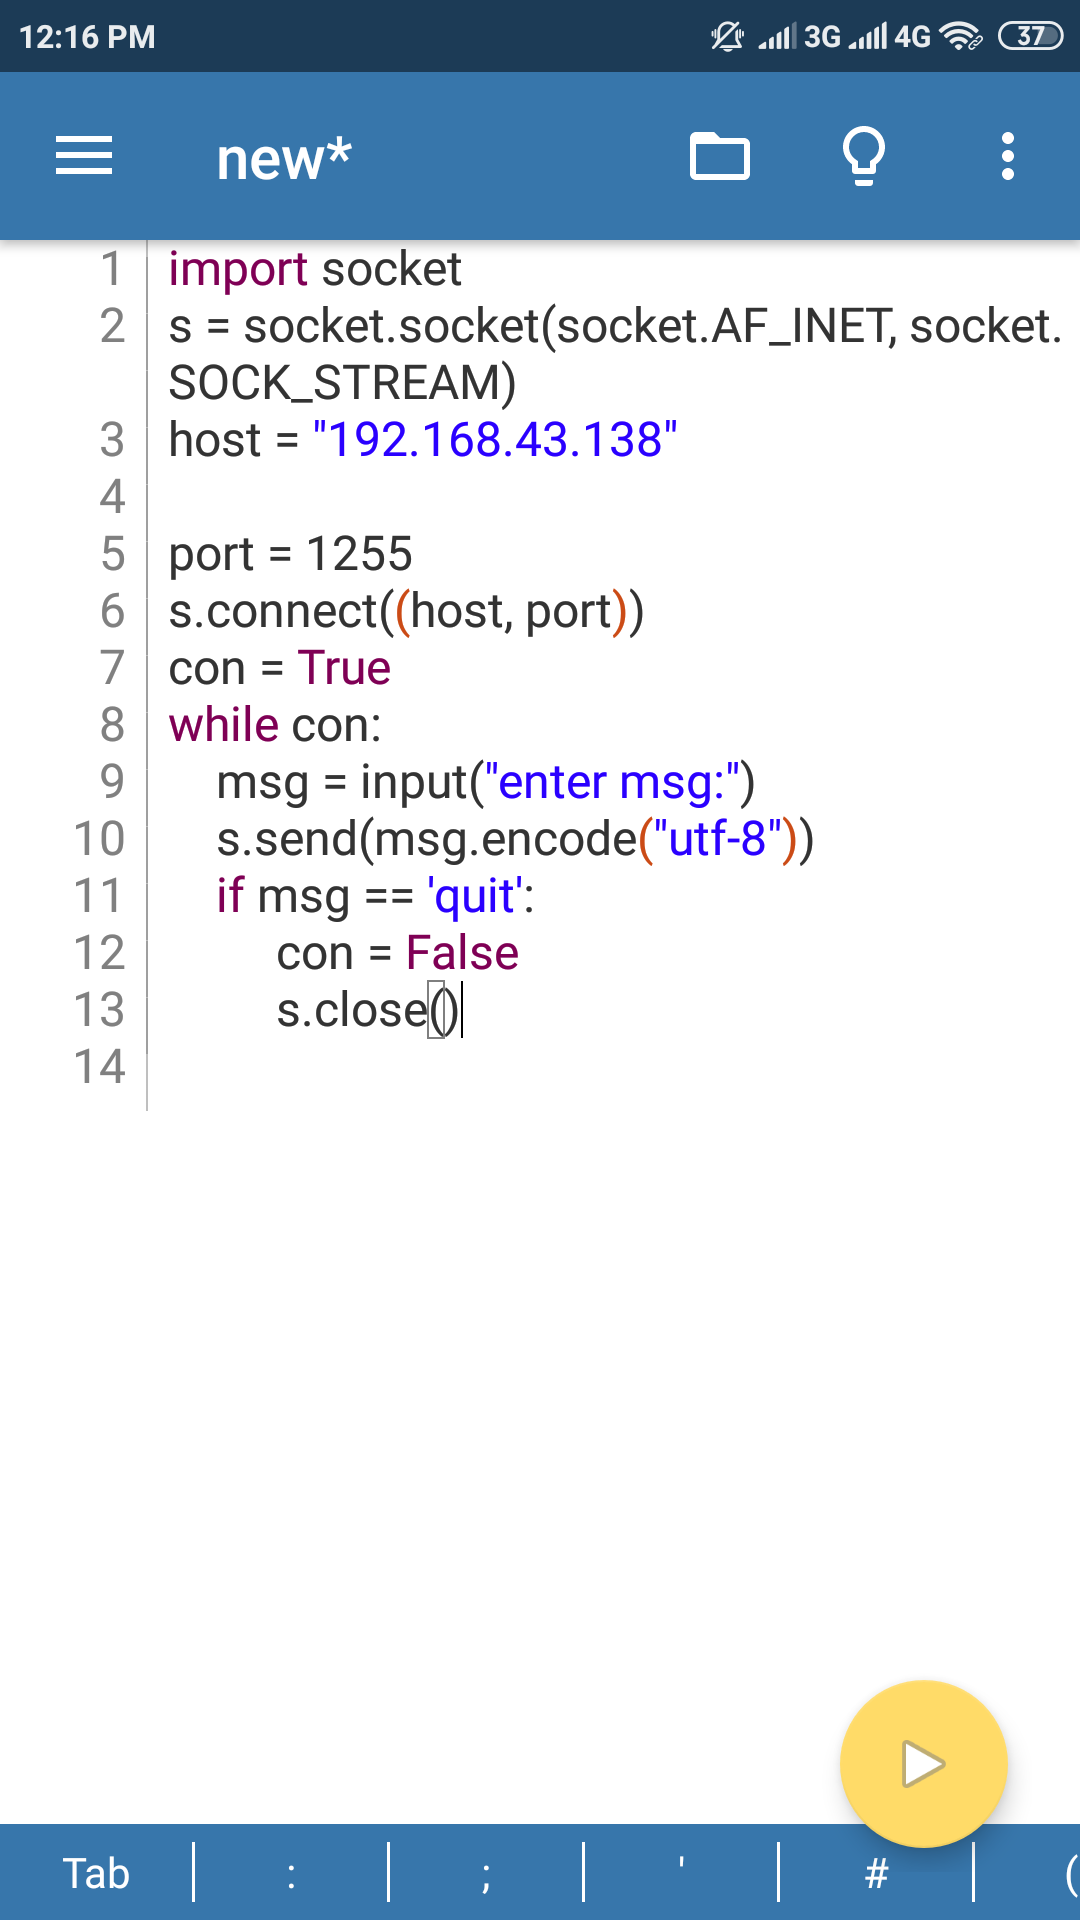 12:16 PM 3G 4G 37
new*
1 import socket
2 s = socket.socket(socket.AF_INET, socket.
SOCK_STREAM)
3 host = "192.168.43.138"
4
5 port = 1255
6 s.connect((host, port))
7 con = True
8 while con:
9 msg = input("enter msg:")
10 s.send(msg.encode("utf-8"))
11 if msg == 'quit':
12 con = False
13 s.close()
14
Tab : ; ' # (